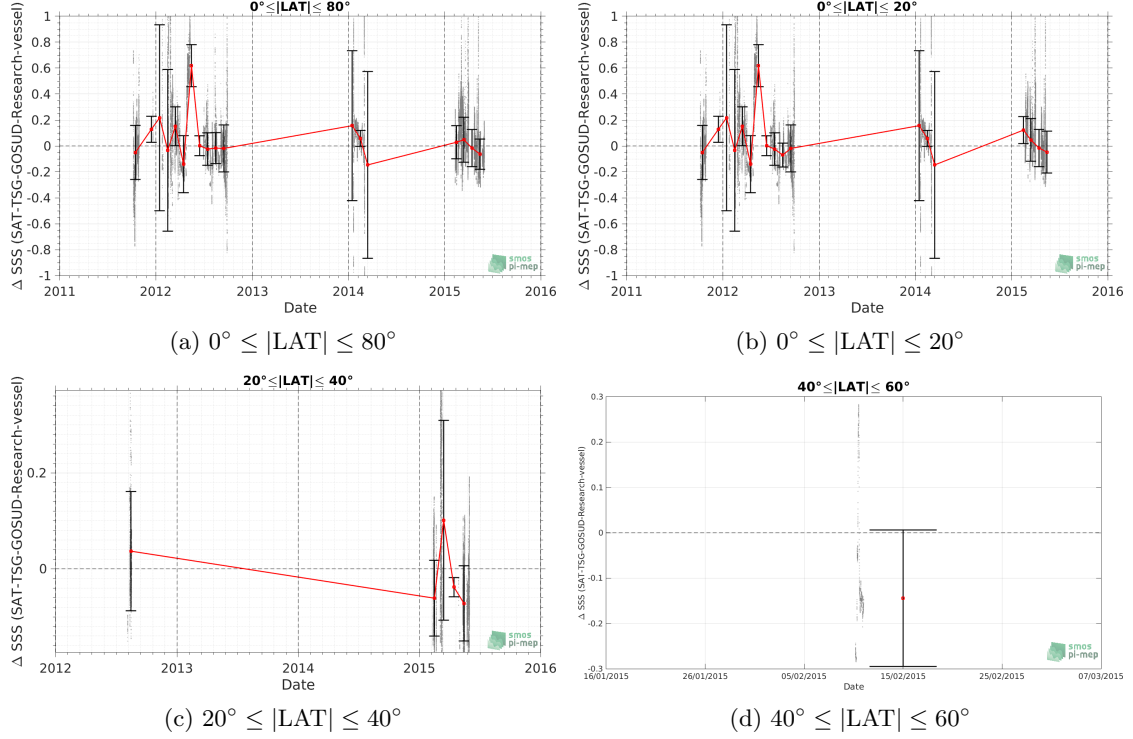 0°≤|LAT|≤ 80°
Δ SSS (SAT-TSG-GOSUD-Research-vessel)
1
0.8
0.6
0.4
0.2
0
-0.2
-0.4
-0.6
-0.8
-1
2011 2012 2013 2014 2015 2016
Date
smos
pi-mep
(a) 0° ≤ |LAT| ≤ 80°
0°≤|LAT|≤ 20°
Δ SSS (SAT-TSG-GOSUD-Research-vessel)
1
0.8
0.6
0.4
0.2
0
-0.2
-0.4
-0.6
-0.8
-1
2011 2012 2013 2014 2015 2016
Date
smos
pi-mep
(b) 0° ≤ |LAT| ≤ 20°
20°≤|LAT|≤ 40°
Δ SSS (SAT-TSG-GOSUD-Research-vessel)
0.2
0
2012 2013 2014 2015 2016
Date
smos
pi-mep
(c) 20° ≤ |LAT| ≤ 40°
40°≤|LAT|≤ 60°
Δ SSS (SAT-TSG-GOSUD-Research-vessel)
0.3
0.2
0.1
0
-0.1
-0.2
-0.3
16/01/2015 26/01/2015 05/02/2015 15/02/2015 25/02/2015 07/03/2015
Date
smos
pi-mep
(d) 40° ≤ |LAT| ≤ 60°